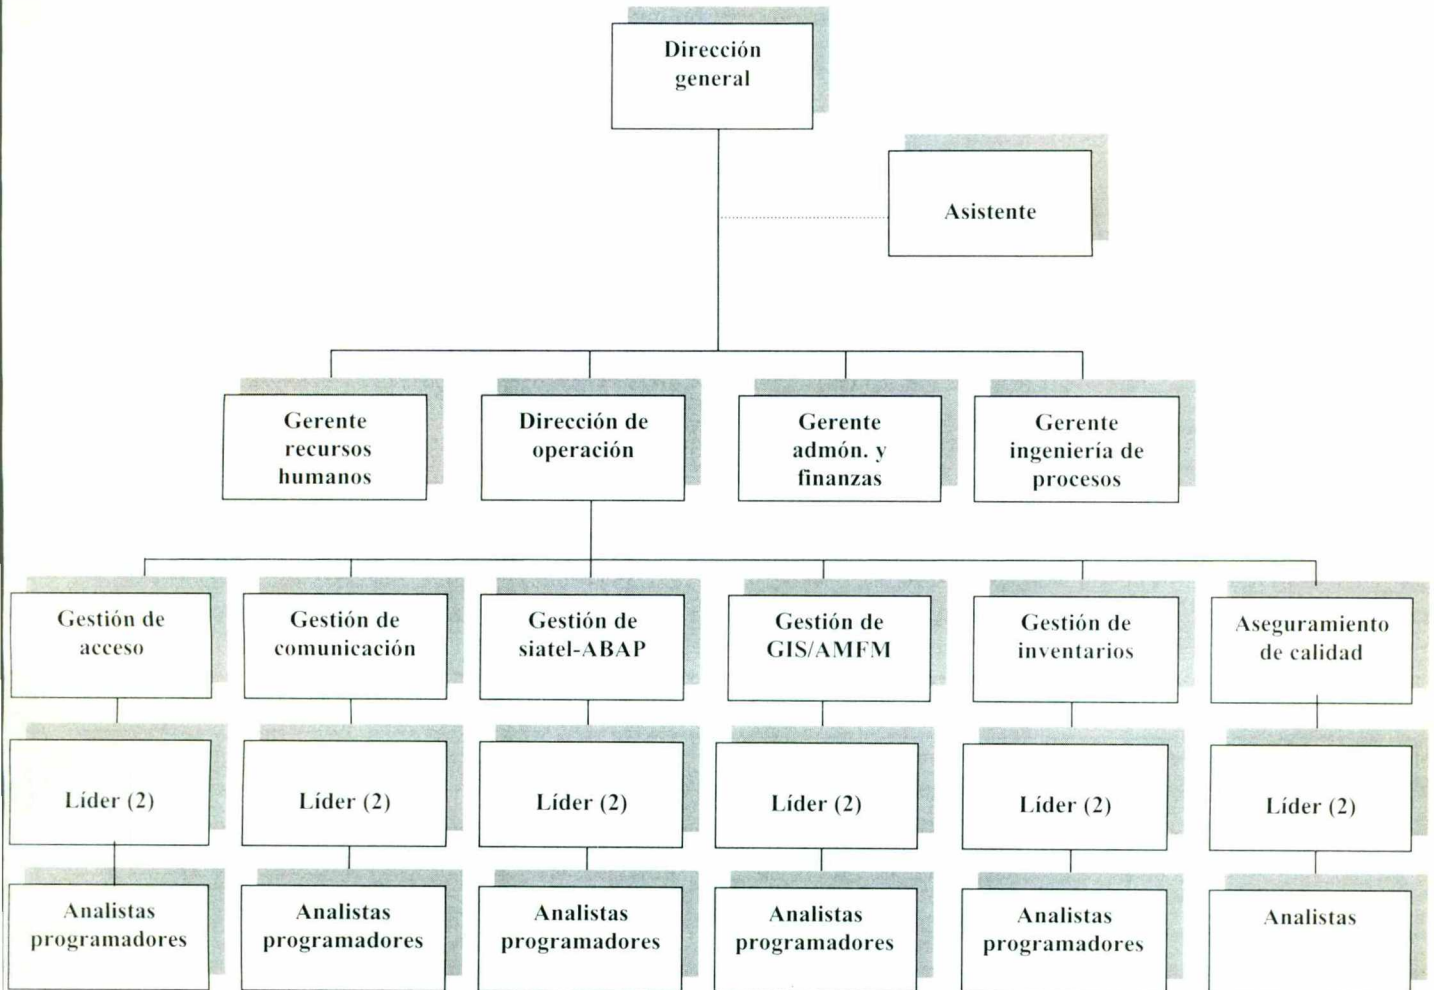 Dirección
general
Asistente
Gerente
recursos
humanos
Dirección de
operación
Gerente
admón. y
finanzas
Gerente
ingeniería de
procesos
Gestión de
acceso
Gestión de
comunicación
Gestión de
siatel-ABAP
Gestión de
GIS/AMFM
Gestión de
inventarios
Aseguramiento
de calidad
Líder (2)
Líder (2)
Líder (2)
Líder (2)
Líder (2)
Líder (2)
Analistas
programadores
Analistas
programadores
Analistas
programadores
Analistas
programadores
Analistas
programadores
Analistas